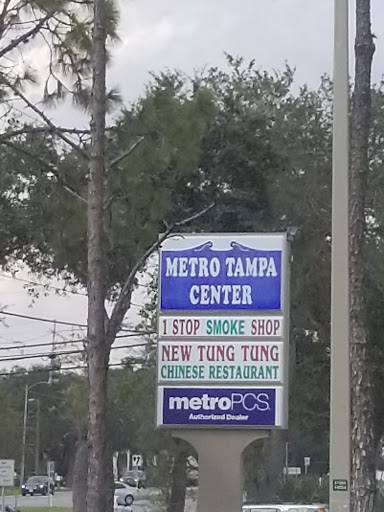 METRO TAMPA
CENTER
1 STOP SMOKE SHOP
NEW TUNG TUNG
CHINESE RESTAURANT
metroPCS.
Authorized Dealer